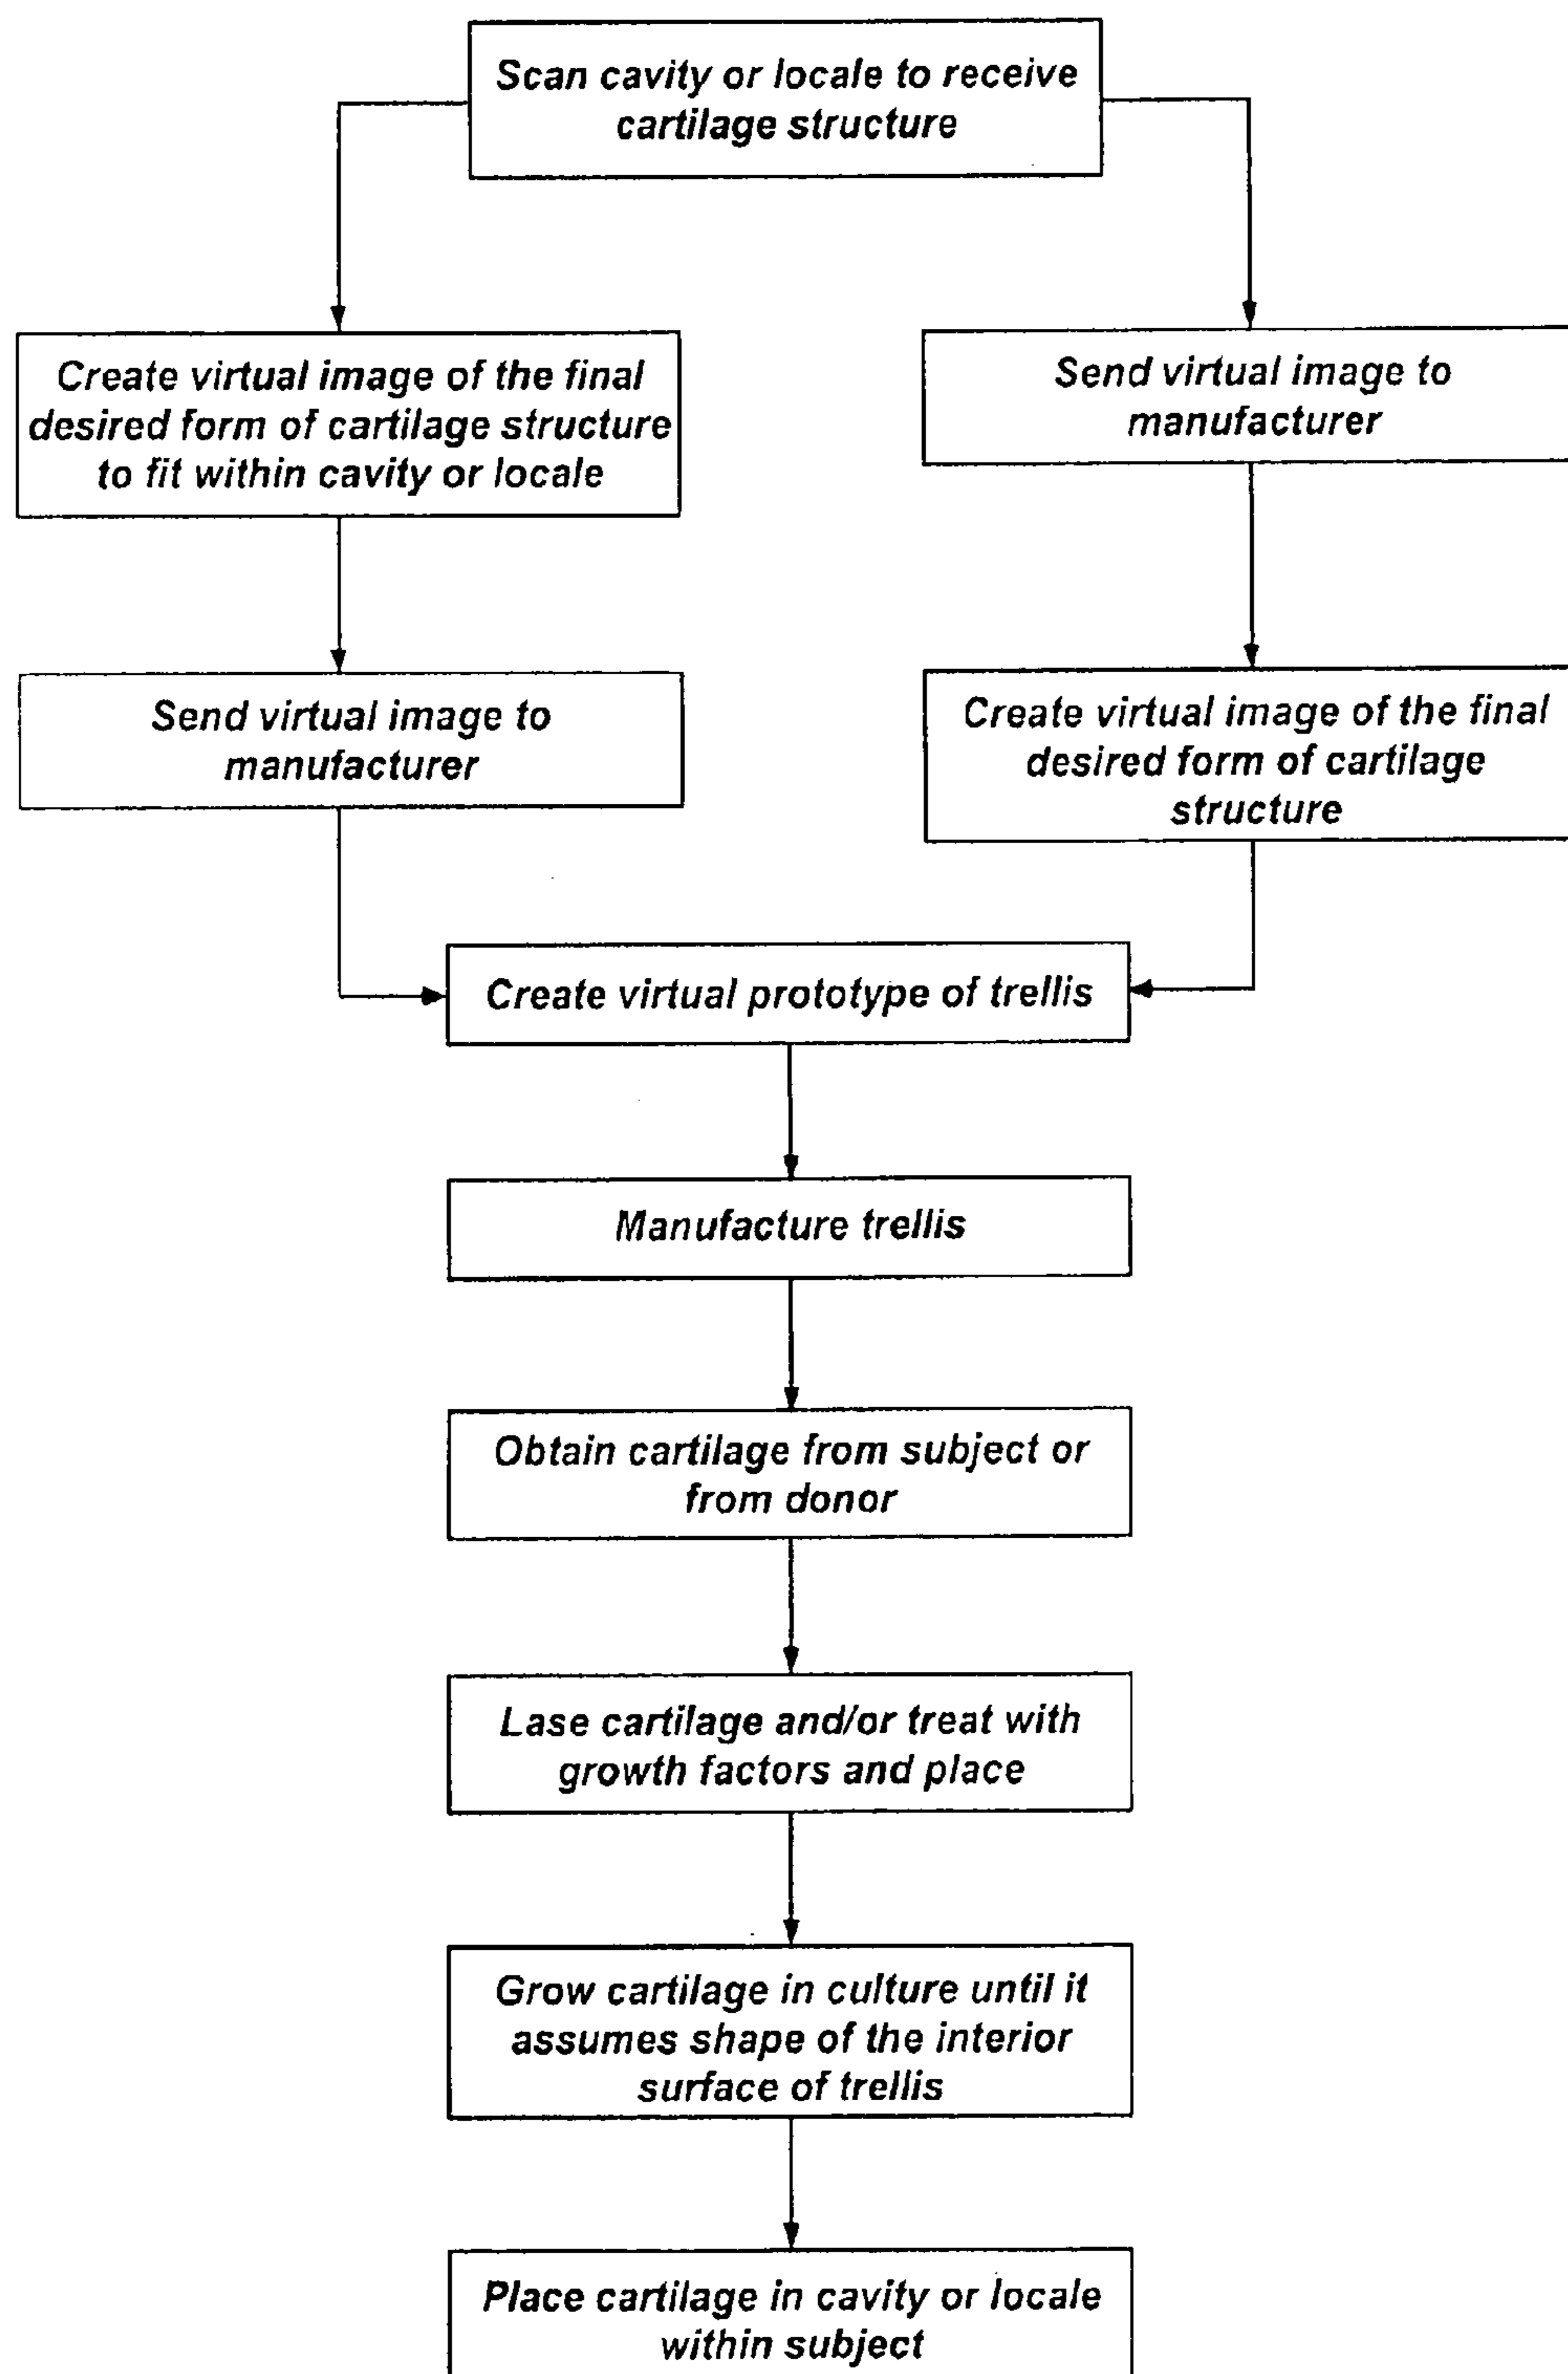 Scan cavity or locale to receive
cartilage structure
Create virtual image of the final
desired form of cartilage structure
to fit within cavity or locale
Send virtual image to
manufacturer
Send virtual image to
manufacturer
Create virtual image of the final
desired form of cartilage
structure
Create virtual prototype of trellis
Manufacture trellis
Obtain cartilage from subject or
from donor
Lase cartilage and/or treat with
growth factors and place
Grow cartilage in culture until it
assumes shape of the interior
surface of trellis
Place cartilage in cavity or locale
within subject